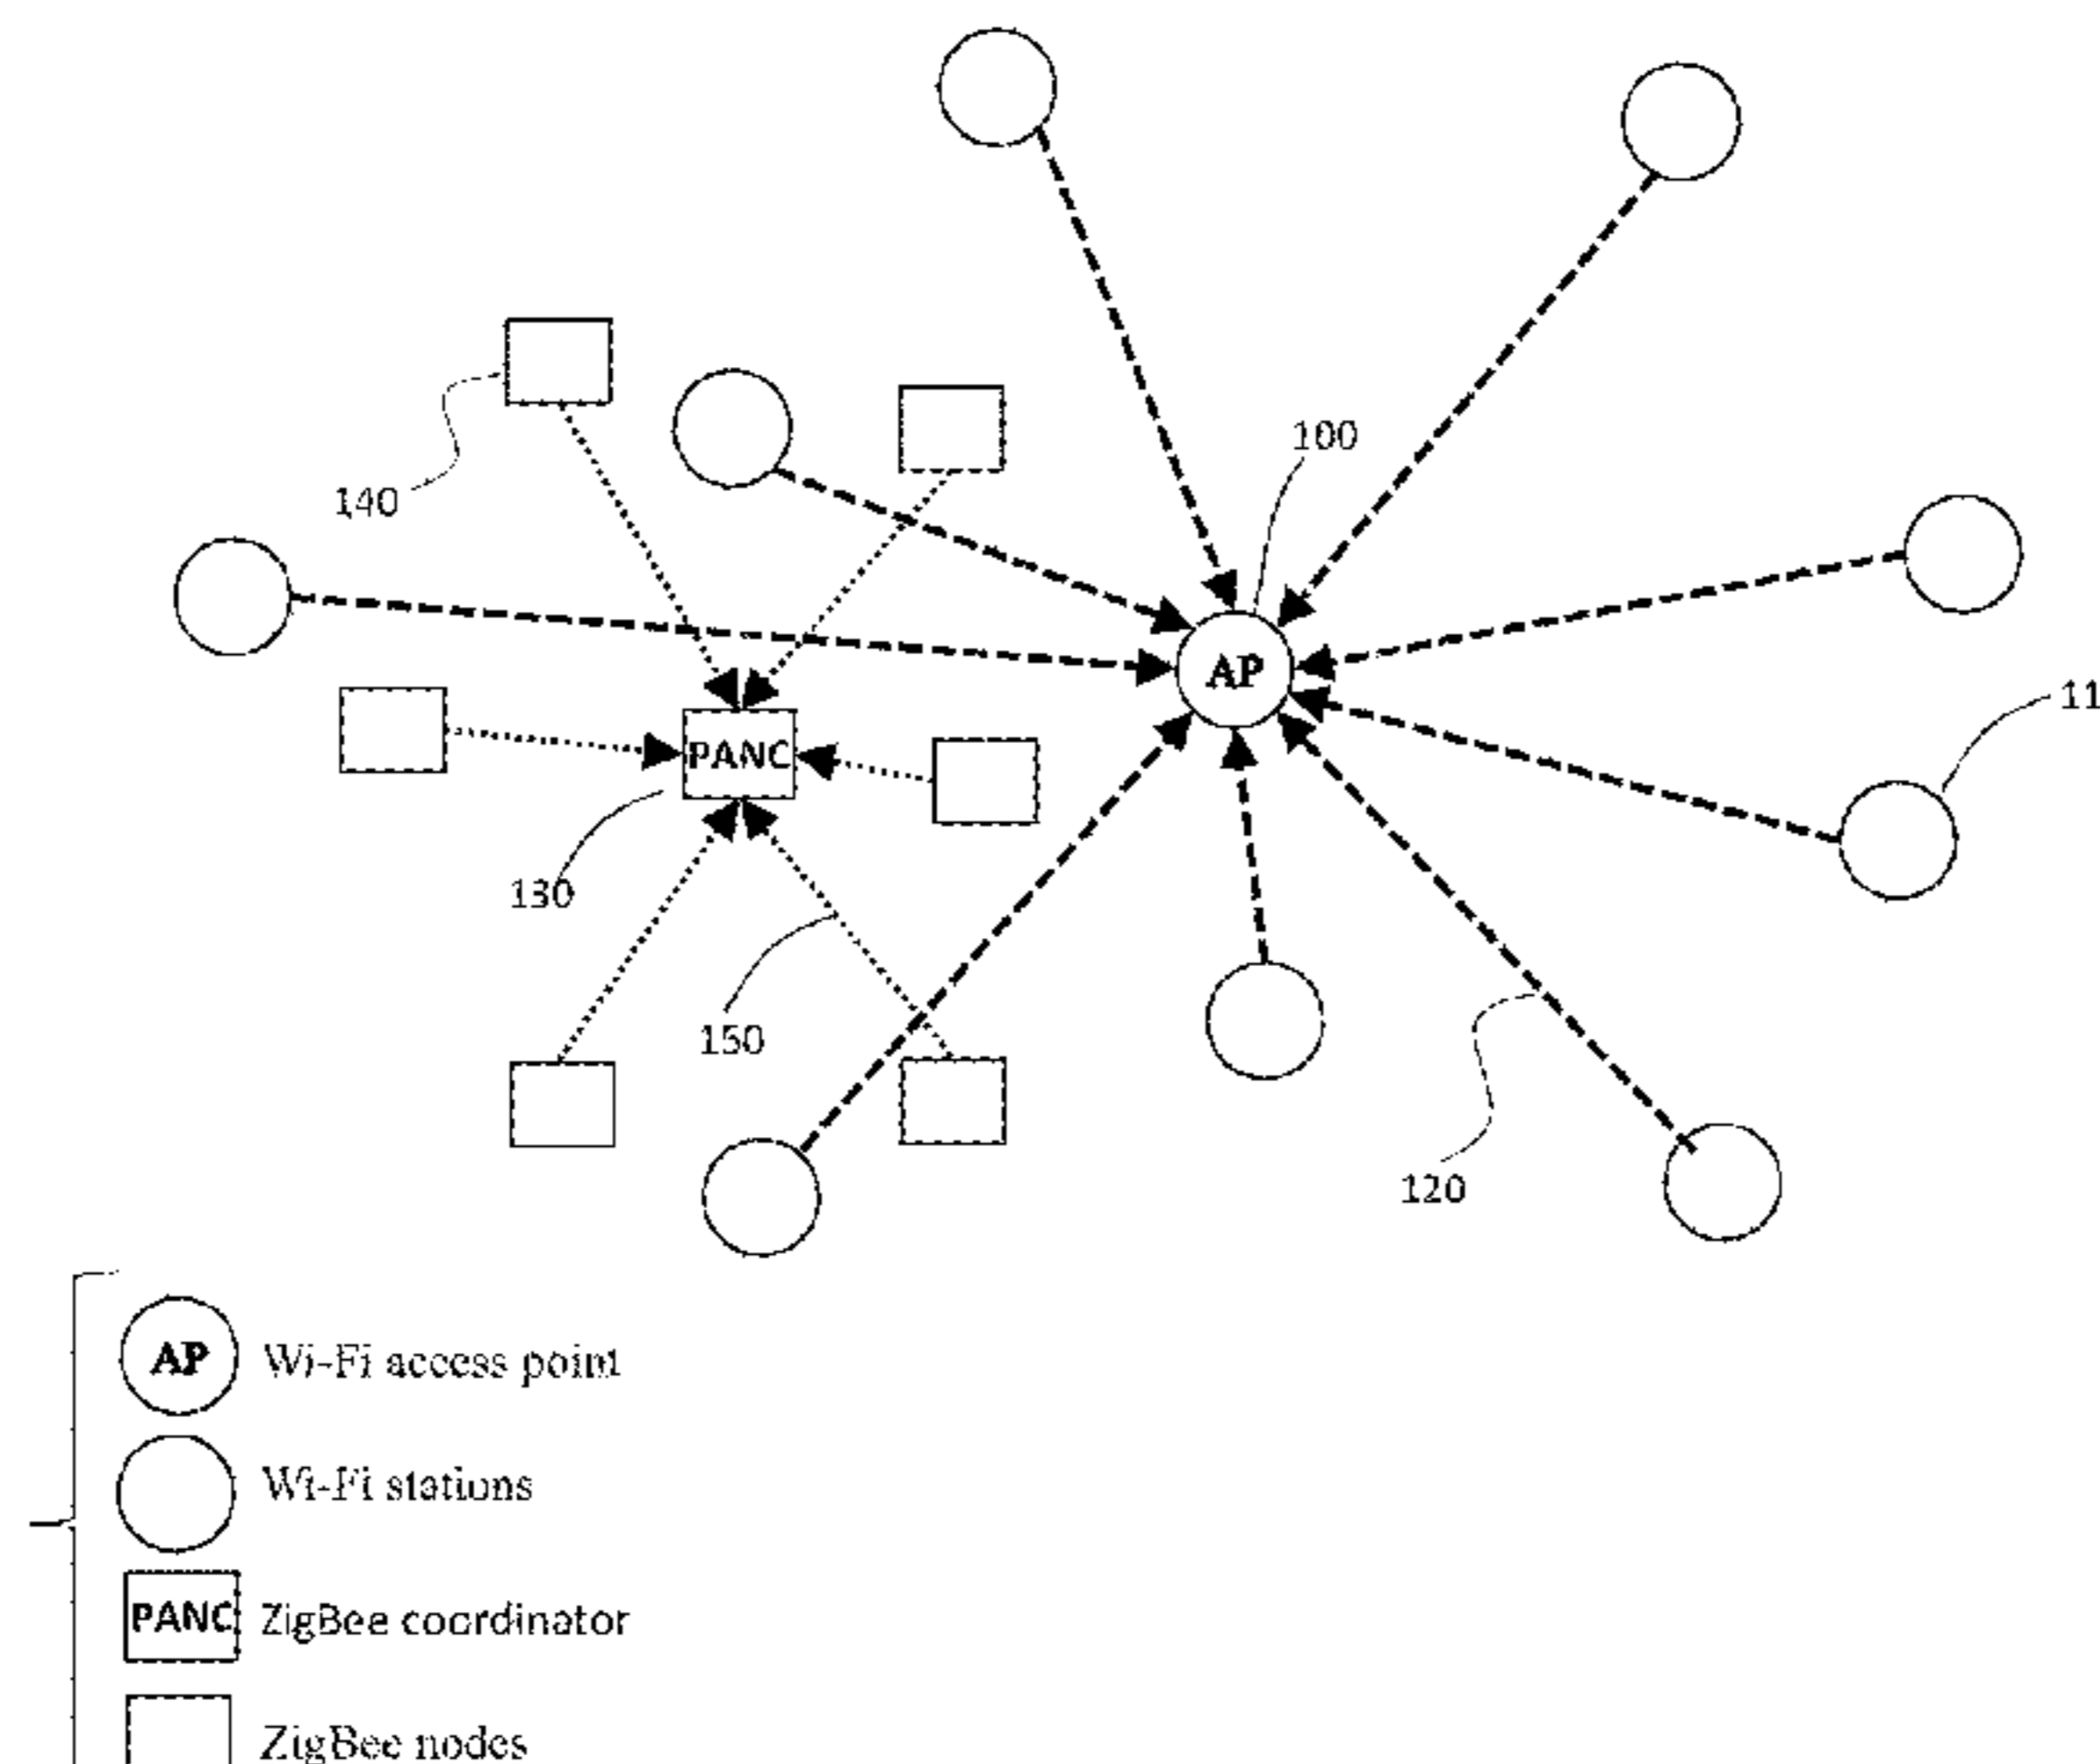 100
140
AP
11
PANC
130
150
120
AP Wi-Fi access point
Wi-Fi stations
PANC ZigBee coordinator
ZigBee nodes